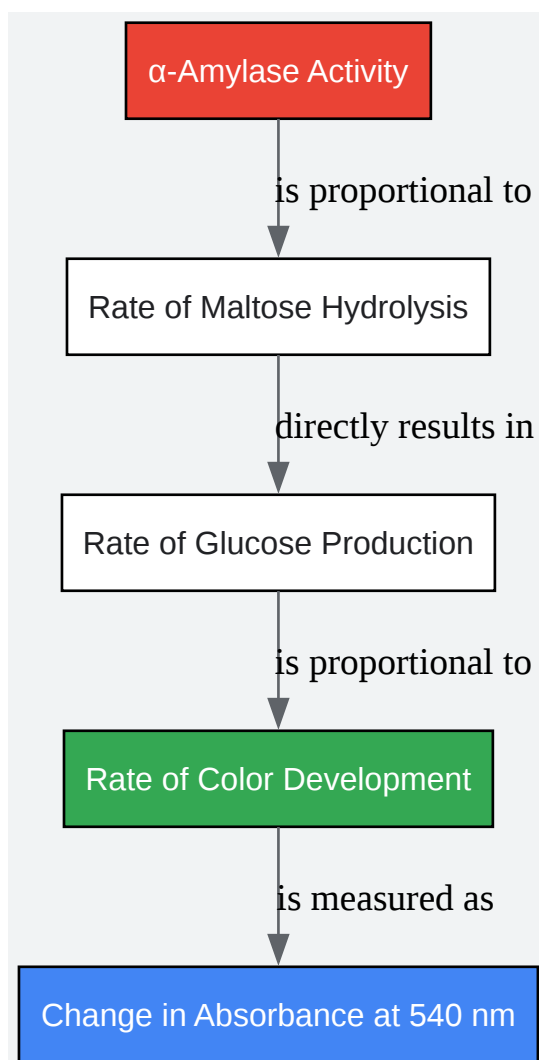 α-Amylase Activity
is proportional to
Rate of Maltose Hydrolysis
directly results in
Rate of Glucose Production
is proportional to
Rate of Color Development
is measured as
Change in Absorbance at 540 nm